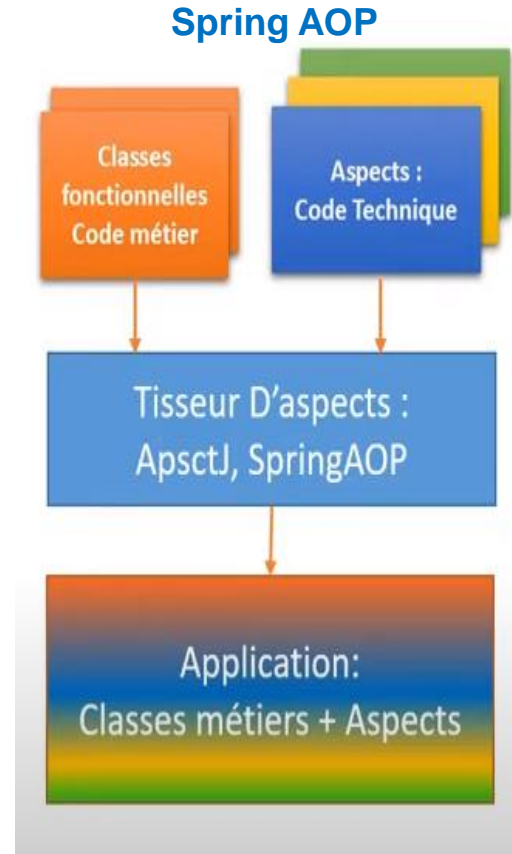 Spring AOP
Classes
fonctionnelles
Code métier
Aspects :
Code Technique
Tisseur D'aspects :
ApsctJ, SpringAOP
Application:
Classes métiers + Aspects